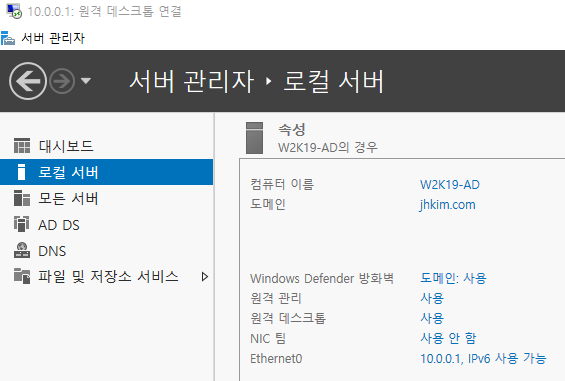 10.0.0.1: 원격 데스크톱 연결
서버 관리자
서버 관리자 ‣ 로컬 서버
대시보드
로컬 서버
모든 서버
AD DS
DNS
파일 및 저장소 서비스
속성
W2K19-AD의 경우
컴퓨터 이름 W2K19-AD
도메인 jhkim.com
Windows Defender 방화벽 도메인: 사용
원격 관리 사용
원격 데스크톱 사용
NIC 팀 사용 안 함
Ethernet0 10.0.0.1, IPv6 사용 가능